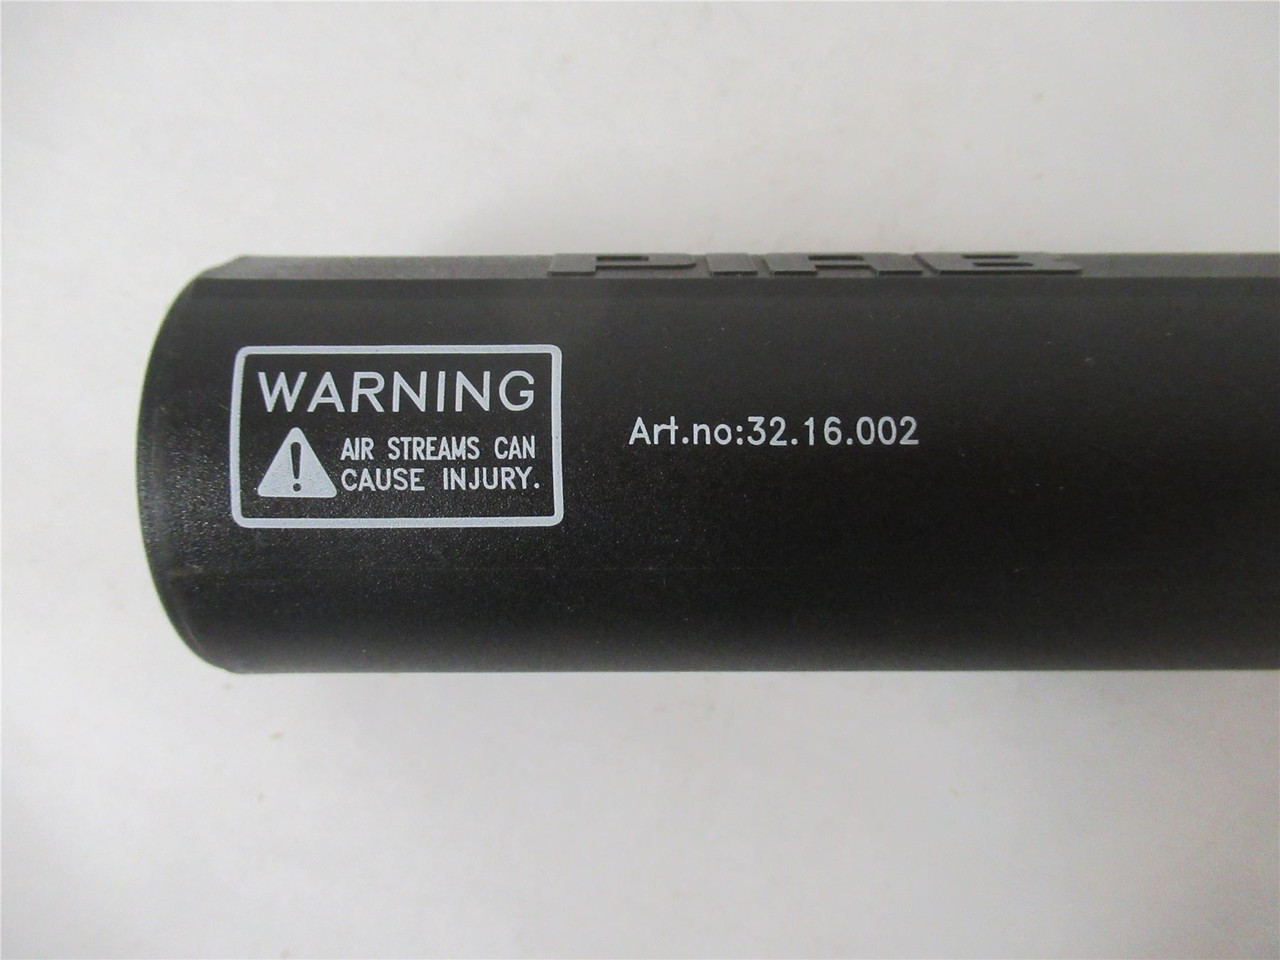 PIAB
WARNING
AIR STREAMS CAN
CAUSE INJURY.
Art.no:32.16.002